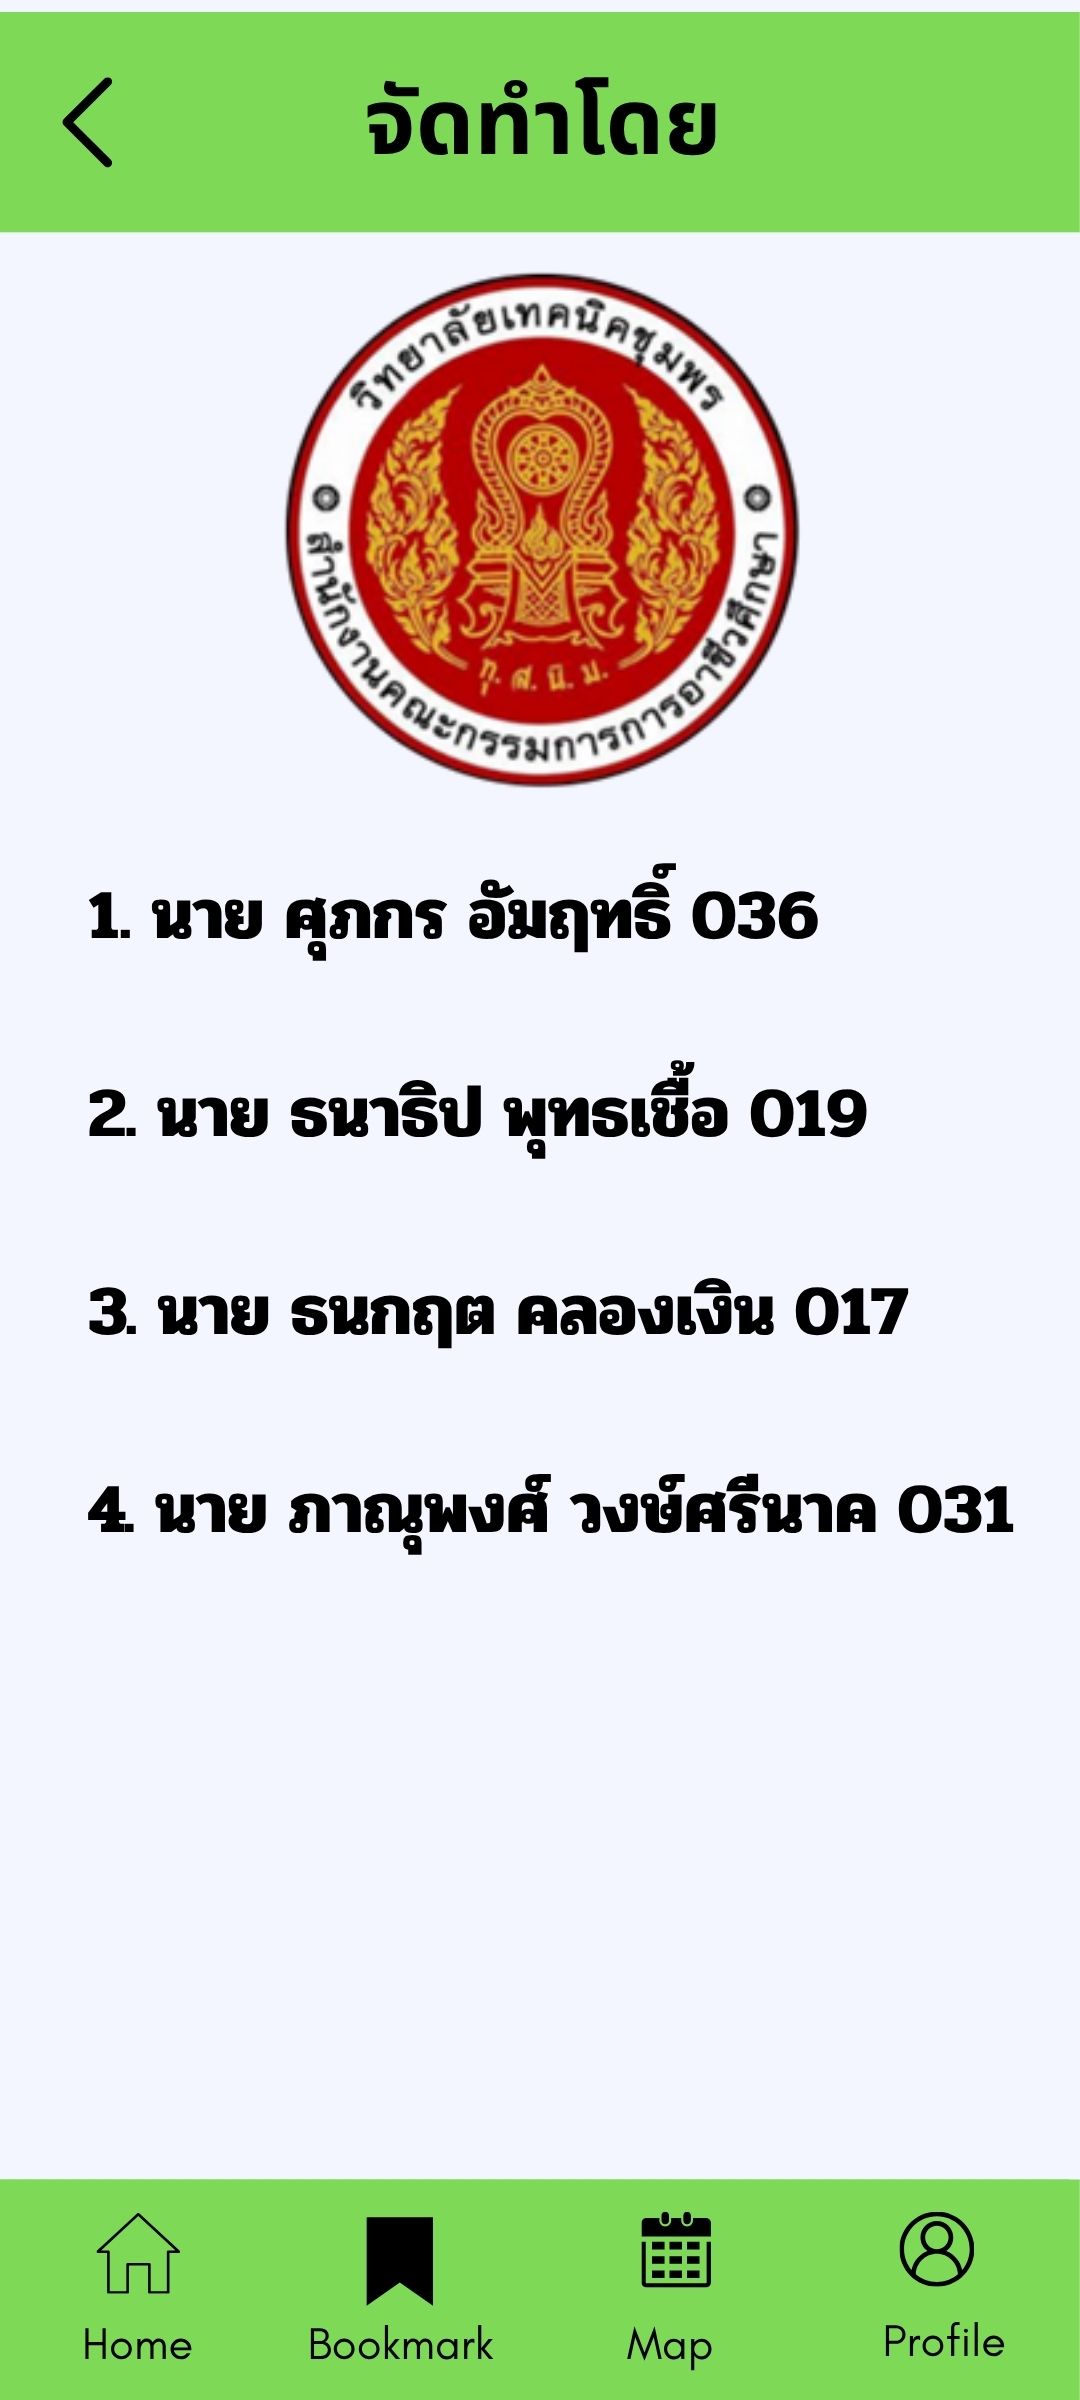 จัดทำโดย
วิทยาลัยเทคนิคชุมพร
สำนักงานคณะกรรมการการอาชีวศึกษา
ทุ. ส. นิ. ม.
1. นาย ศุภกร อัมฤทธิ์ 036
2. นาย ธนาธิป พุทธเชื้อ 019
3. นาย ธนกฤต คลองเงิน 017
4. นาย ภาณุพงศ์ วงษ์ศรีนาค 031
Home
Bookmark
Map
Profile